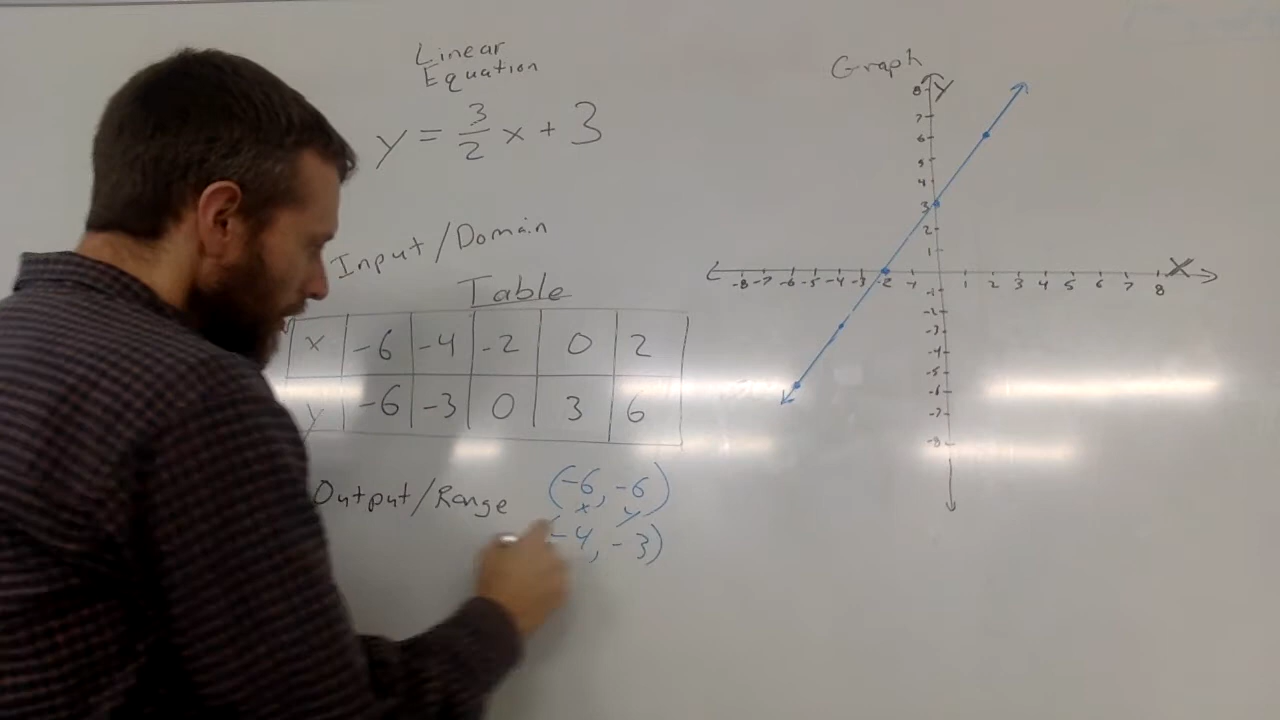 Linear
Equation
y = 3/2 x + 3
Input/Domain
Table
x -6 -4 -2 0 2
y -6 -3 0 3 6
Output/Range
(-6, -6)
x y
(-4, -3)
Graph
y
8
7
6
5
4
3
2
1
-8 -7 -6 -5 -4 -3 -2 -1 1 2 3 4 5 6 7 8
X
-1
-2
-3
-4
-5
-6
-7
-8